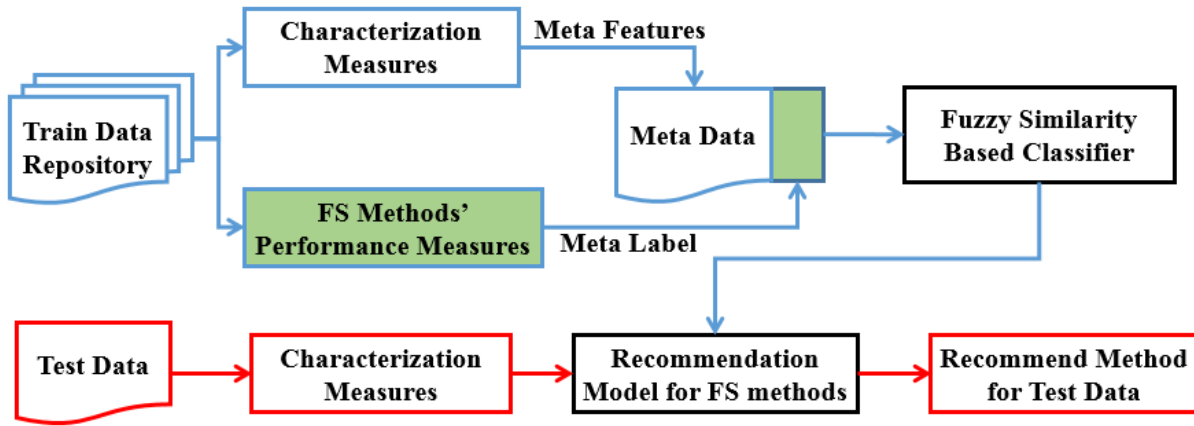 Characterization
Measures
Meta Features
Train Data
Repository
Meta Data
Fuzzy Similarity
Based Classifier
FS Methods'
Performance Measures
Meta Label
Test Data
Characterization
Measures
Recommendation
Model for FS methods
Recommend Method
for Test Data